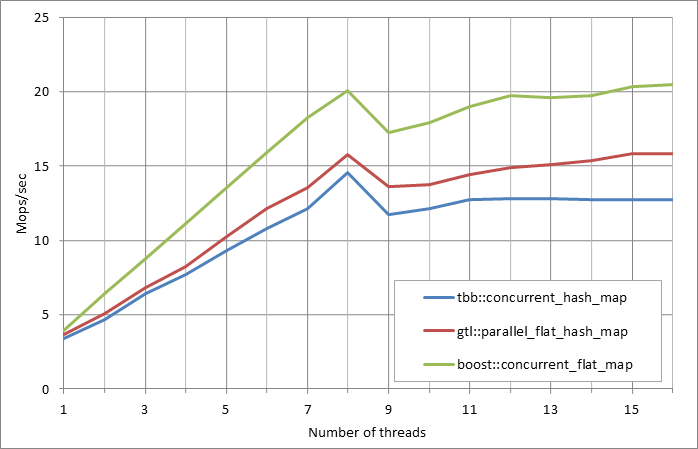 25
20
15
10
5
0
Mops/sec
tbb::concurrent_hash_map
gtl::parallel_flat_hash_map
boost::concurrent_flat_map
1 3 5 7 9 11 13 15
Number of threads